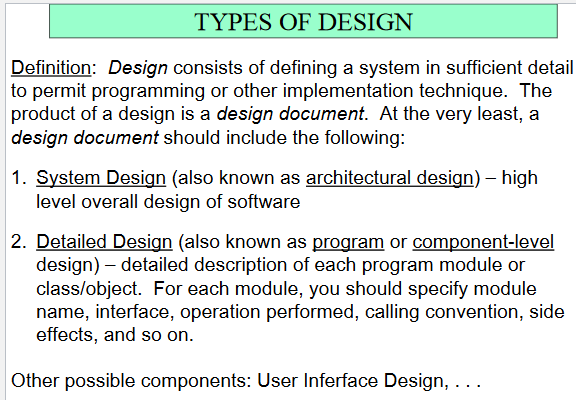 TYPES OF DESIGN
Definition: Design consists of defining a system in sufficient detail
to permit programming or other implementation technique. The
product of a design is a design document. At the very least, a
design document should include the following:
1. System Design (also known as architectural design) – high
level overall design of software
2. Detailed Design (also known as program or component-level
design) – detailed description of each program module or
class/object. For each module, you should specify module
name, interface, operation performed, calling convention, side
effects, and so on.
Other possible components: User Inferface Design, . . .